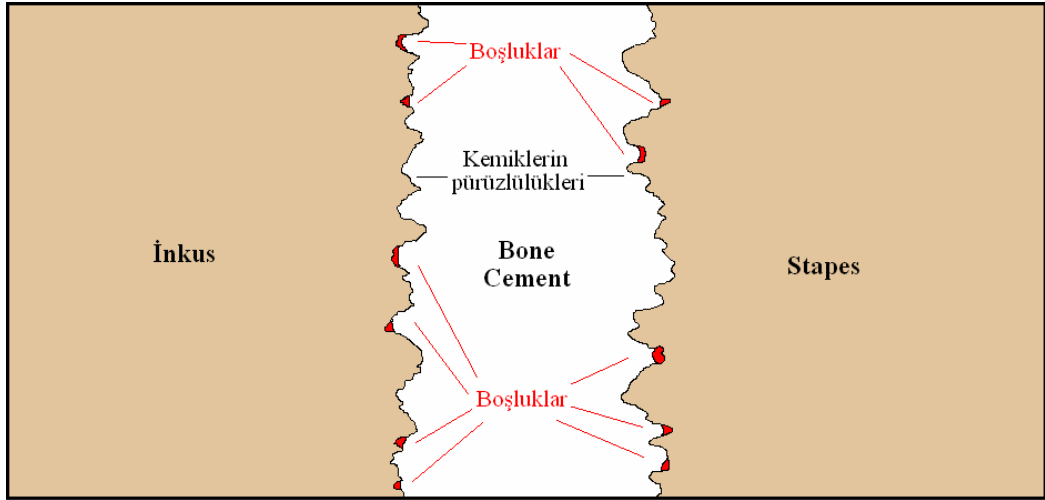 Boşluklar
Kemiklerin
pürüzlülükleri
İnkus
Bone
Cement
Stapes
Boşluklar